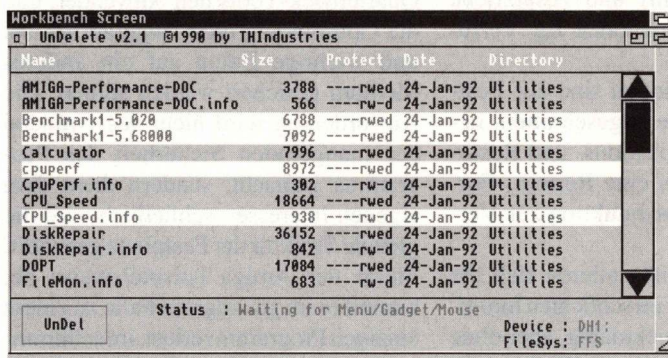 Workbench Screen
UnDelete v2.1 ©1990 by THIndustries
Name Size Protect Date Directory
AMIGA-Performance-DOC 3788 ----rwed 24-Jan-92 Utilities
AMIGA-Performance-DOC.info 566 ----rw-d 24-Jan-92 Utilities
Benchmark1-5.020 6788 ----rwed 24-Jan-92 Utilities
Benchmark1-5.68000 7092 ----rwed 24-Jan-92 Utilities
Calculator 7996 ----rwed 24-Jan-92 Utilities
cpuperf 8972 ----rwed 24-Jan-92 Utilities
CpuPerf.info 302 ----rwed 24-Jan-92 Utilities
CPU_Speed 18664 ----rwed 24-Jan-92 Utilities
CPU_Speed.info 938 ----rw-d 24-Jan-92 Utilities
DiskRepair 36152 ----rwed 24-Jan-92 Utilities
DiskRepair.info 842 ----rw-d 24-Jan-92 Utilities
DOPT 17084 ----rwed 24-Jan-92 Utilities
FileMon.info 683 ----rw-d 24-Jan-92 Utilities
UnDel
Status : Waiting for Menu/Gadget/Mouse
Device : DH1:
FileSys: FFS